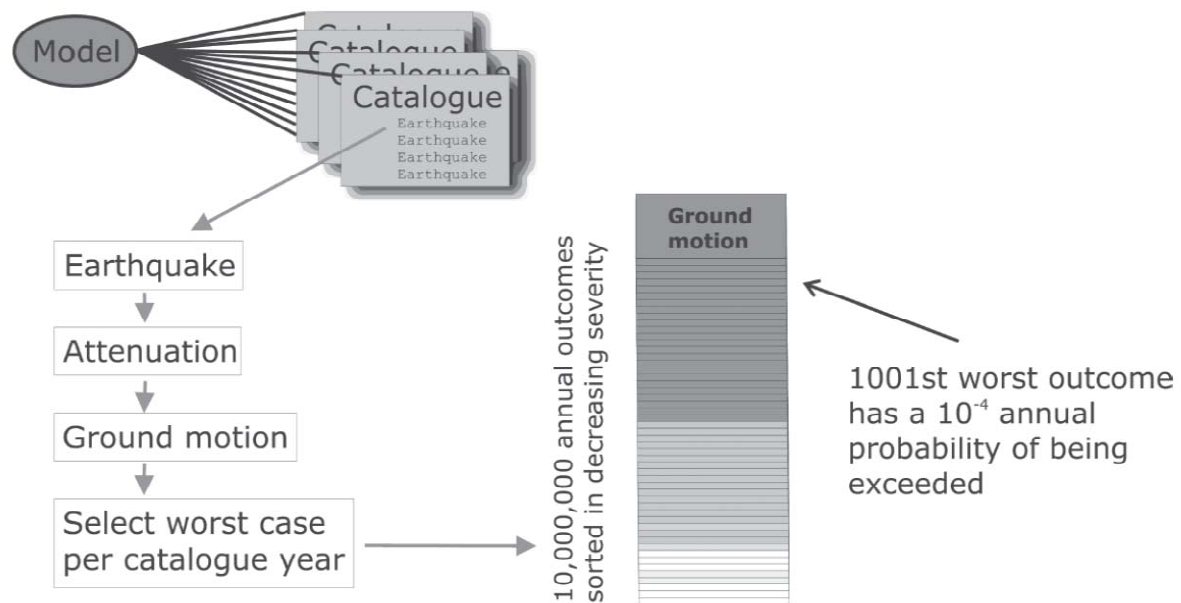 Model
Catalogue
Catalogue
Catalogue
Catalogue
Earthquake
Earthquake
Earthquake
Earthquake
Earthquake
Attenuation
Ground motion
Select worst case
per catalogue year
10,000,000 annual outcomes
sorted in decreasing severity
Ground
motion
1001st worst outcome
has a 10⁻⁴ annual
probability of being
exceeded